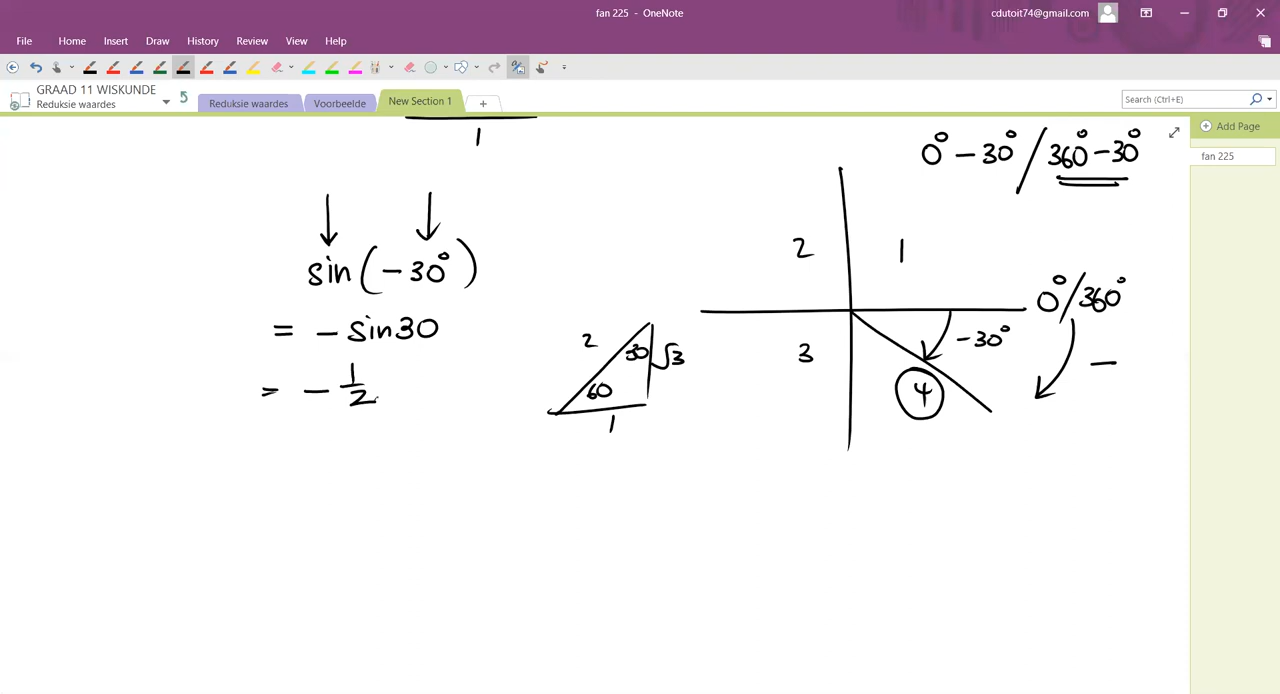 fan 225 - OneNote
cdutoit74@gmail.com
File Home Insert Draw History Review View Help
GRAAD 11 WISKUNDE
Reduksie waardes
Reduksie waardes
Voorbeelde
New Section 1
+
Search (Ctrl+E)
+ Add Page
fan 225
1
0° - 30° / 360° - 30°
sin(-30°)
= - sin30
= - 1/2
2
30
√3
60
1
2
1
3
4
0°/360°
-30°
-